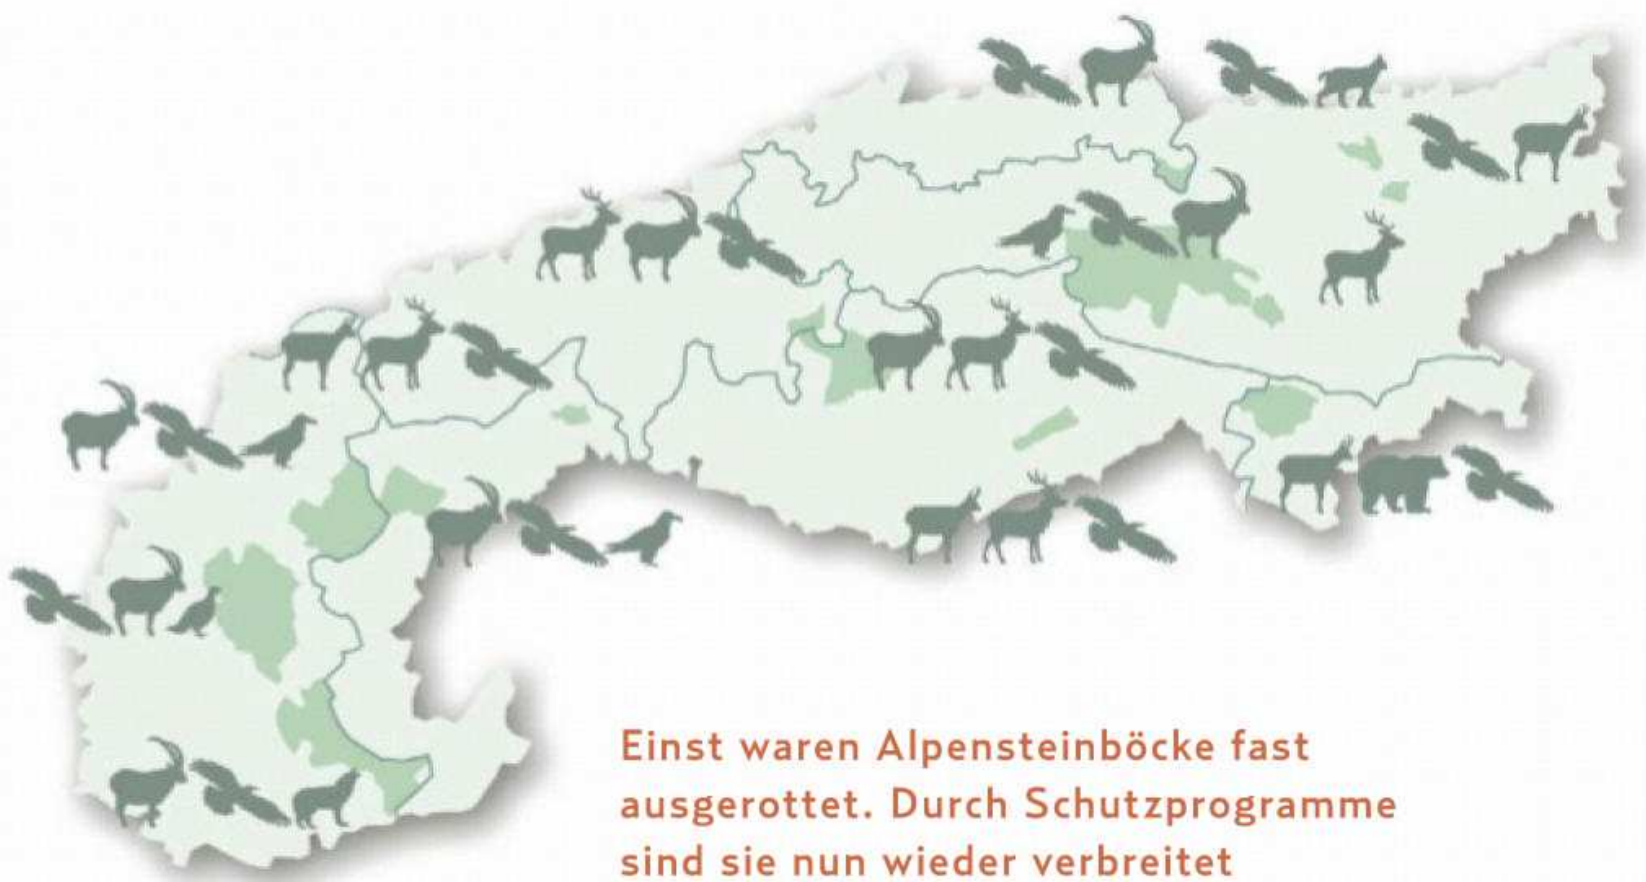 Einst waren Alpensteinböcke fast
ausgerottet. Durch Schutzprogramme
sind sie nun wieder verbreitet